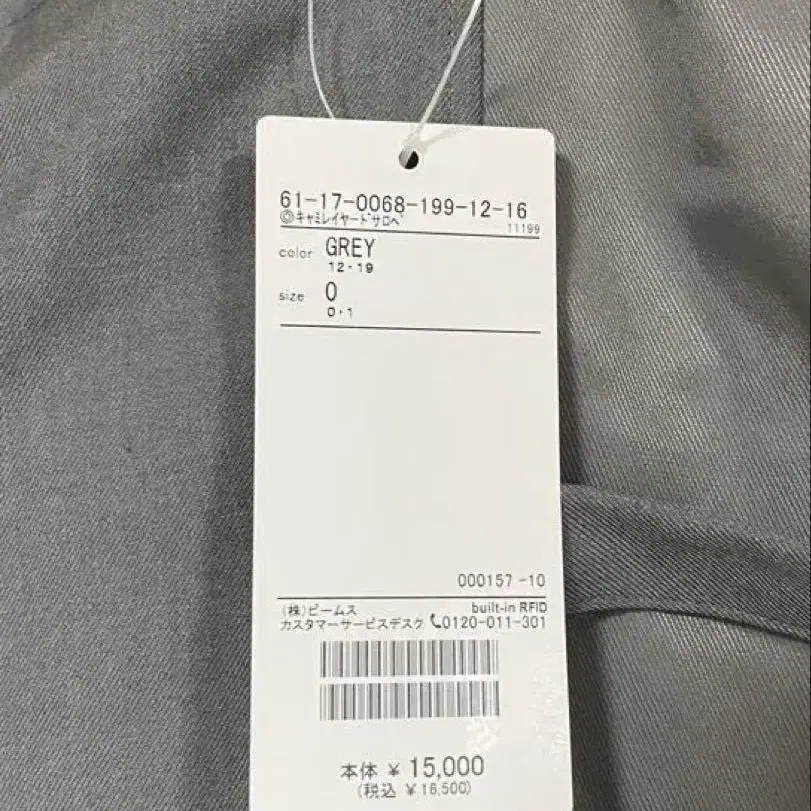 61-17-0068-199-12-16
◎キャミレイヤードサロペ
11199
color GREY
12・19
size 0
0・1
000157 -10
(株)ビームス built-in RFID
カスタマーサービスデスク 0120-011-301
本体 ¥ 15,000
(税込 ¥16,500)